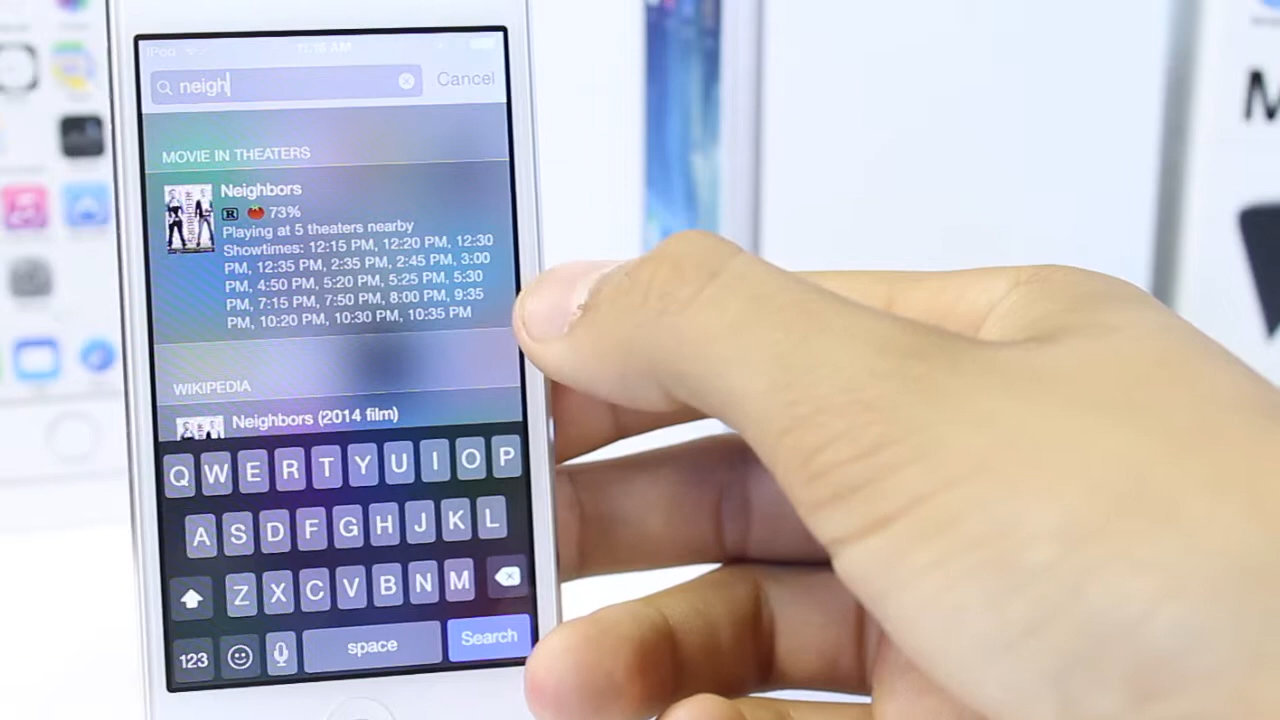 iPod 11:16 AM
neigh Cancel
MOVIE IN THEATERS
NEIGHBORS
Neighbors
R 73%
Playing at 5 theaters nearby
Showtimes: 12:15 PM, 12:20 PM, 12:30
PM, 12:35 PM, 2:35 PM, 2:45 PM, 3:00
PM, 4:50 PM, 5:20 PM, 5:25 PM, 5:30
PM, 7:15 PM, 7:50 PM, 8:00 PM, 9:35
PM, 10:20 PM, 10:30 PM, 10:35 PM
WIKIPEDIA
Neighbors (2014 film)
Q W E R T Y U I O P
A S D F G H J K L
Z X C V B N M
123 space Search
M